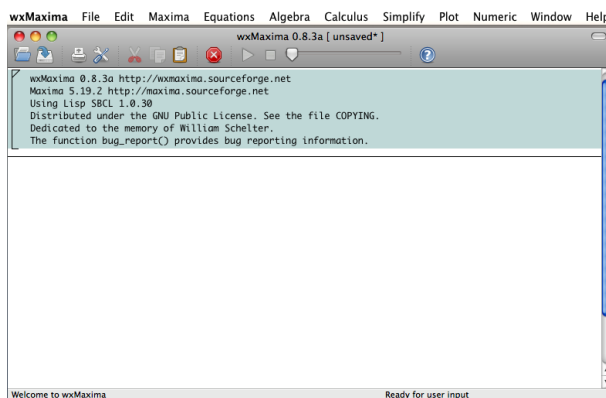 wxMaxima File Edit Maxima Equations Algebra Calculus Simplify Plot Numeric Window Help
wxMaxima 0.8.3a [ unsaved* ]
wxMaxima 0.8.3a http://wxmaxima.sourceforge.net
Maxima 5.19.2 http://maxima.sourceforge.net
Using Lisp SBCL 1.0.30
Distributed under the GNU Public License. See the file COPYING.
Dedicated to the memory of William Schelter.
The function bug_report() provides bug reporting information.
Welcome to wxMaxima Ready for user input